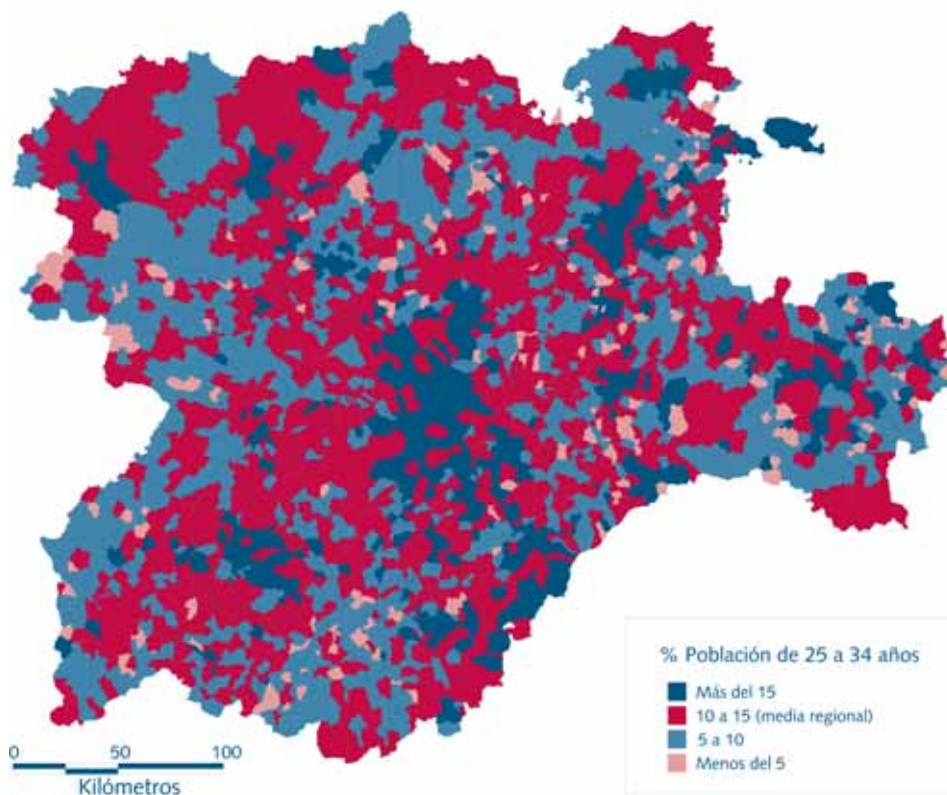 % Población de 25 a 34 años
Más del 15
10 a 15 (media regional)
5 a 10
Menos del 5
0 50 100
Kilómetros